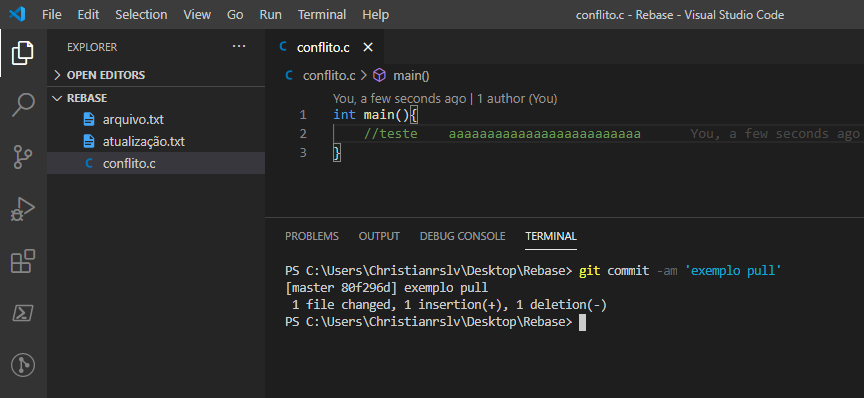 File Edit Selection View Go Run Terminal Help conflito.c - Rebase - Visual Studio Code
EXPLORER ···
OPEN EDITORS
REBASE
arquivo.txt
atualização.txt
C conflito.c
C conflito.c ×
C conflito.c > main()
You, a few seconds ago | 1 author (You)
1 int main(){
2 //teste aaaaaaaaaaaaaaaaaaaaaaaaa You, a few seconds ago
3 }
PROBLEMS OUTPUT DEBUG CONSOLE TERMINAL
PS C:\Users\Christianrslv\Desktop\Rebase> git commit -am 'exemplo pull'
[master 80f296d] exemplo pull
1 file changed, 1 insertion(+), 1 deletion(-)
PS C:\Users\Christianrslv\Desktop\Rebase>